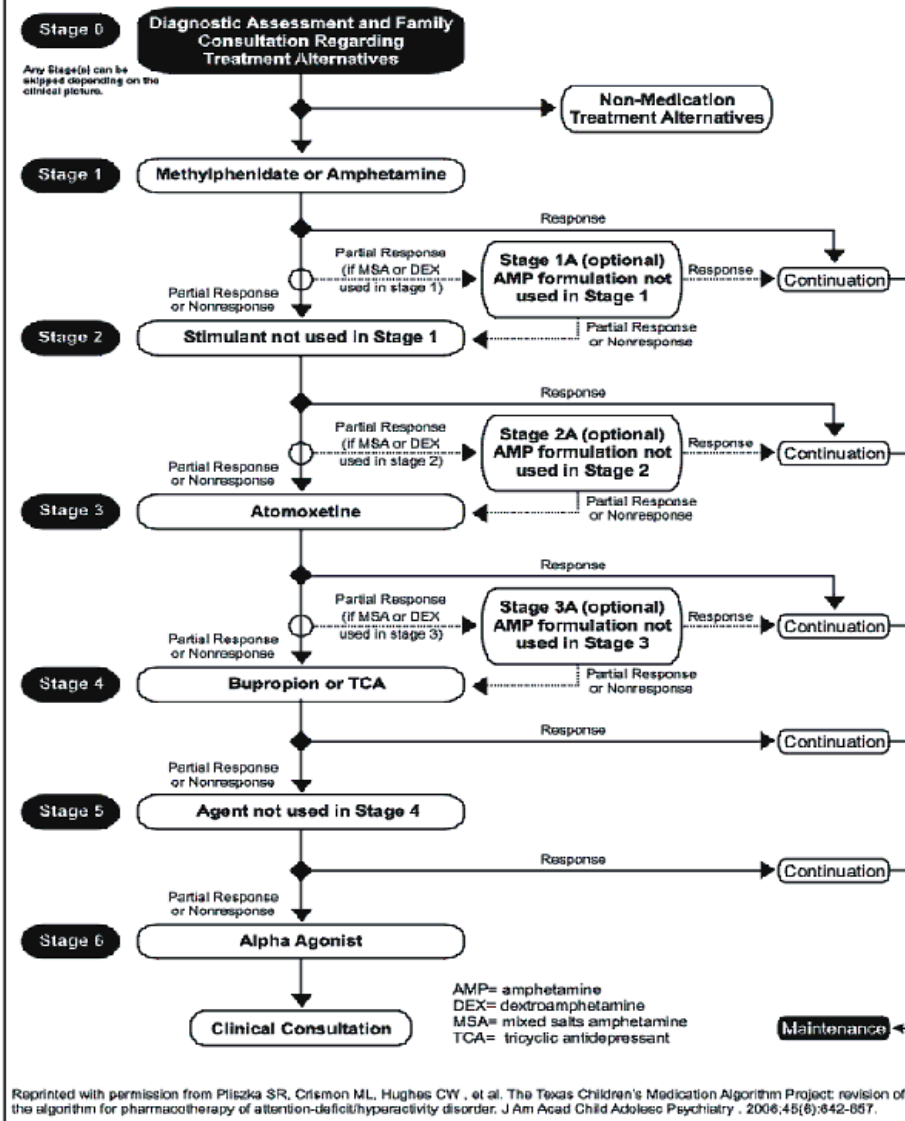 Stage 0
Diagnostic Assessment and Family
Consultation Regarding
Treatment Alternatives
Any Stage(s) can be
skipped depending on the
clinical picture.
Non-Medication
Treatment Alternatives
Stage 1
Methylphenidate or Amphetamine
Response
Partial Response
(if MSA or DEX
used in stage 1)
Stage 1A (optional)
AMP formulation not
used in Stage 1
Response
Continuation
Partial Response
or Nonresponse
Partial Response
or Nonresponse
Stage 2
Stimulant not used in Stage 1
Response
Partial Response
(if MSA or DEX
used in stage 2)
Stage 2A (optional)
AMP formulation not
used in Stage 2
Response
Continuation
Partial Response
or Nonresponse
Partial Response
or Nonresponse
Stage 3
Atomoxetine
Response
Partial Response
(if MSA or DEX
used in stage 3)
Stage 3A (optional)
AMP formulation not
used in Stage 3
Response
Continuation
Partial Response
or Nonresponse
Partial Response
or Nonresponse
Stage 4
Bupropion or TCA
Response
Continuation
Partial Response
or Nonresponse
Stage 5
Agent not used in Stage 4
Response
Continuation
Partial Response
or Nonresponse
Stage 6
Alpha Agonist
Clinical Consultation
AMP= amphetamine
DEX= dextroamphetamine
MSA= mixed salts amphetamine
TCA= tricyclic antidepressant
Maintenance
Reprinted with permission from Pliszka SR, Crismon ML, Hughes CW , et al. The Texas Children's Medication Algorithm Project: revision of
the algorithm for pharmacotherapy of attention-deficit/hyperactivity disorder. J Am Acad Child Adolesc Psychiatry . 2006;45(6):642-657.